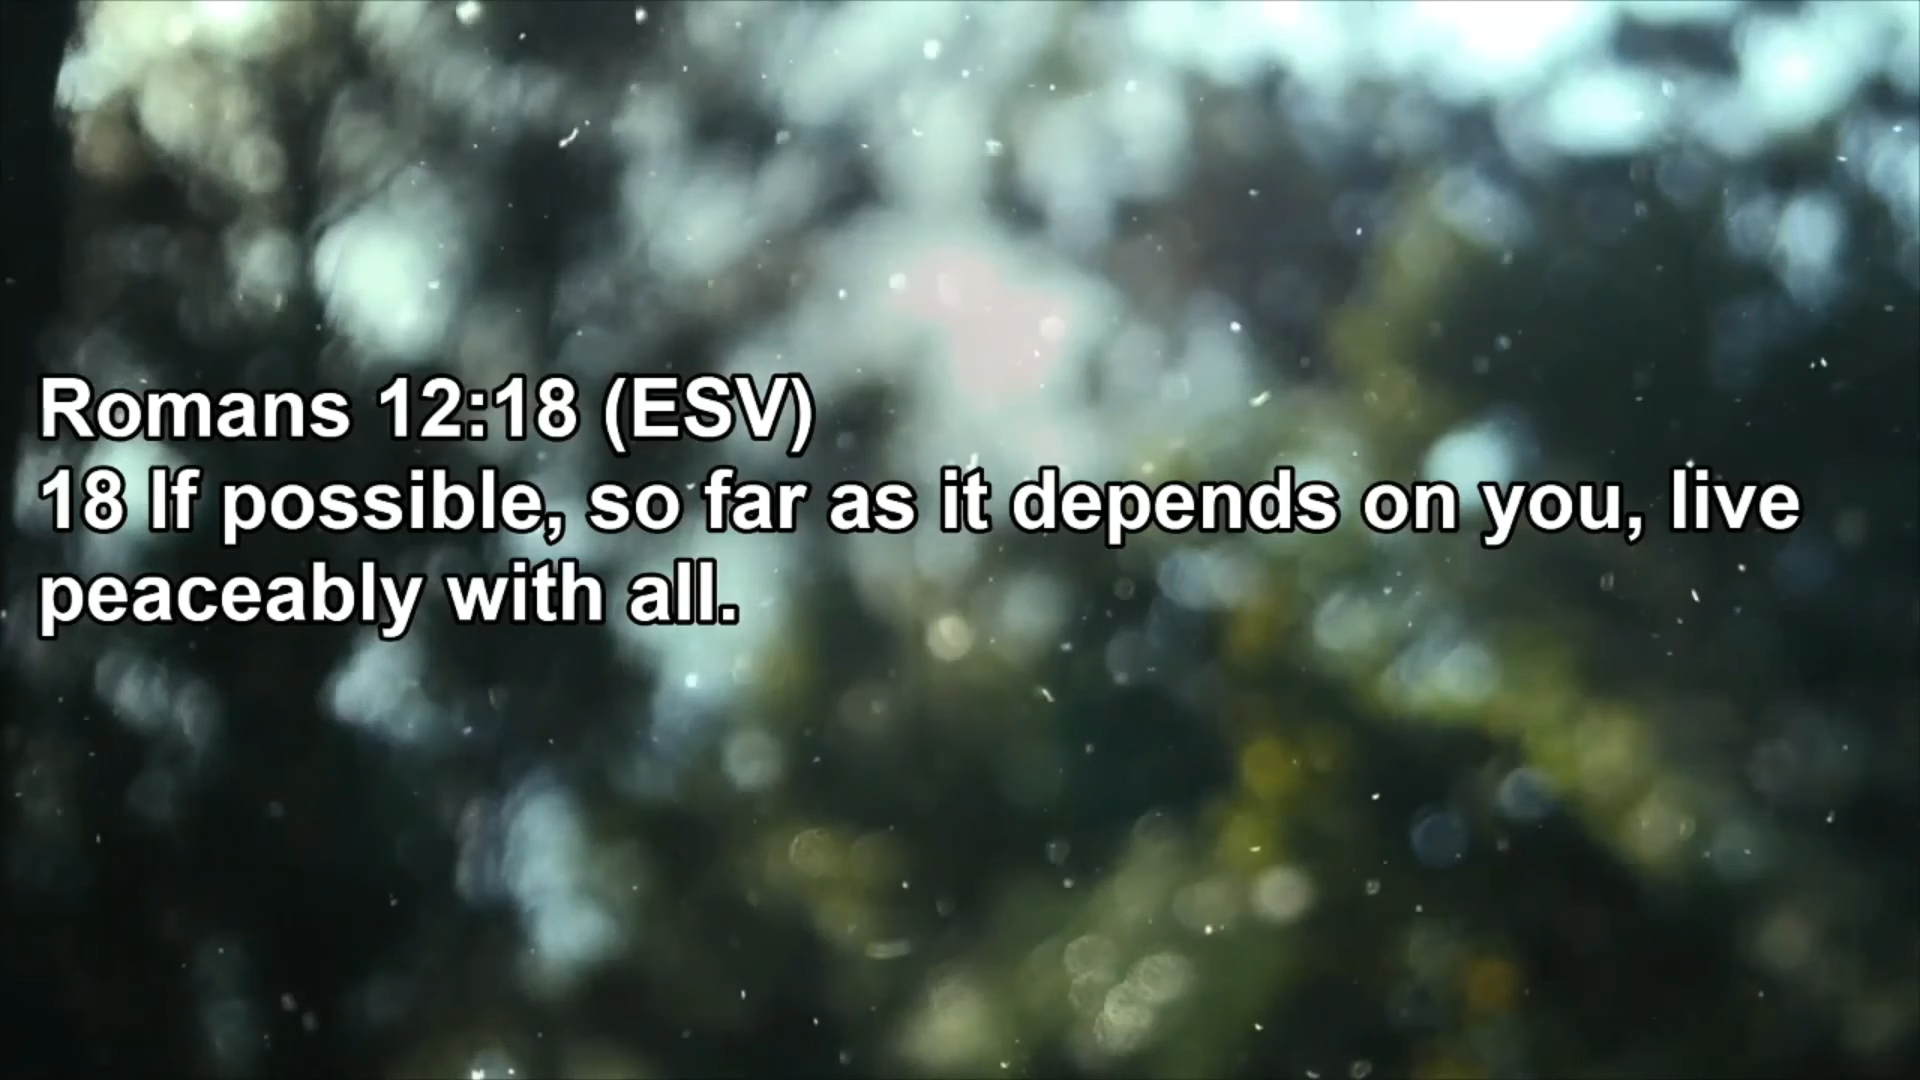 Romans 12:18 (ESV)
18 If possible, so far as it depends on you, live
peaceably with all.